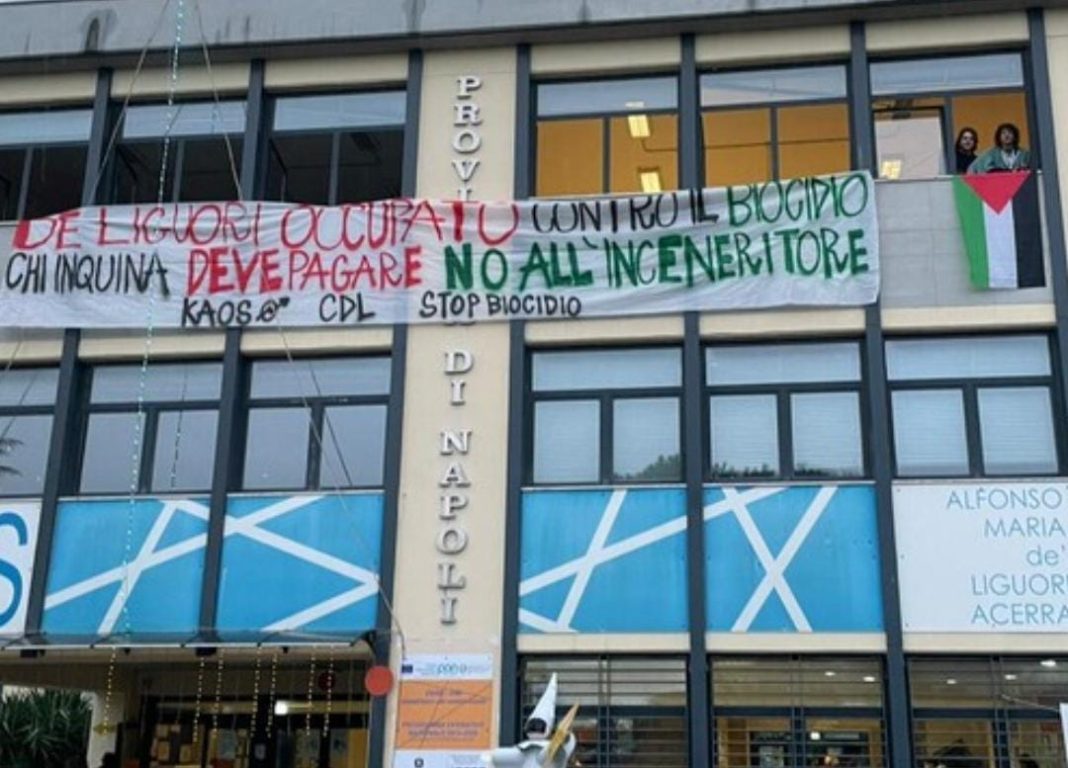 DE LIGUORI OCCUPATO CONTRO IL BIOCIDIO
CHI INQUINA DEVE PAGARE NO ALL'INCENERITORE
KAOS CDL STOP BIOCIDIO
PROVI
DI NAPOLI
S
ALFONSO
MARIA
de'
LIGUORI
ACERRA